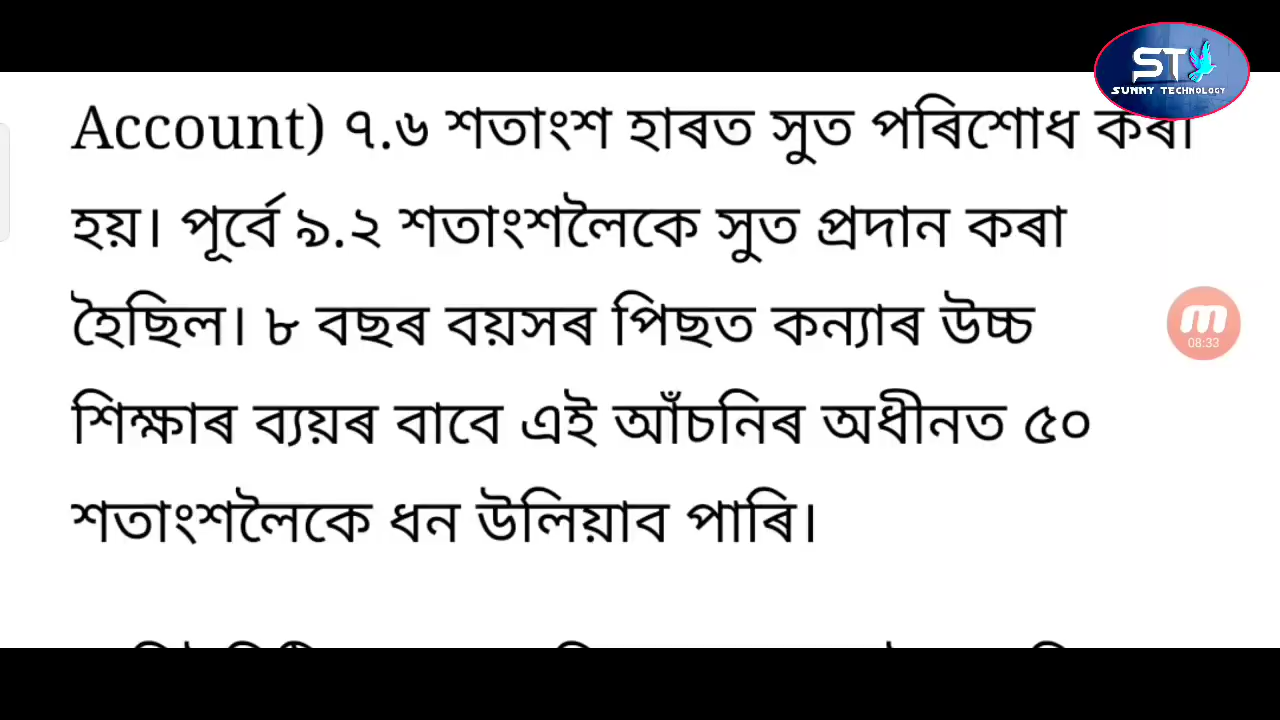 ST
SUNNY TECHNOLOGY
Account) ৭.৬ শতাংশ হাৰত সুত পৰিশোধ কৰা
হয়। পূৰ্বে ৯.২ শতাংশলৈকে সুত প্ৰদান কৰা
হৈছিল। ৮ বছৰ বয়সৰ পিছত কন্যাৰ উচ্চ
08:33
শিক্ষাৰ ব্যয়ৰ বাবে এই আঁচনিৰ অধীনত ৫০
শতাংশলৈকে ধন উলিয়াব পাৰি।